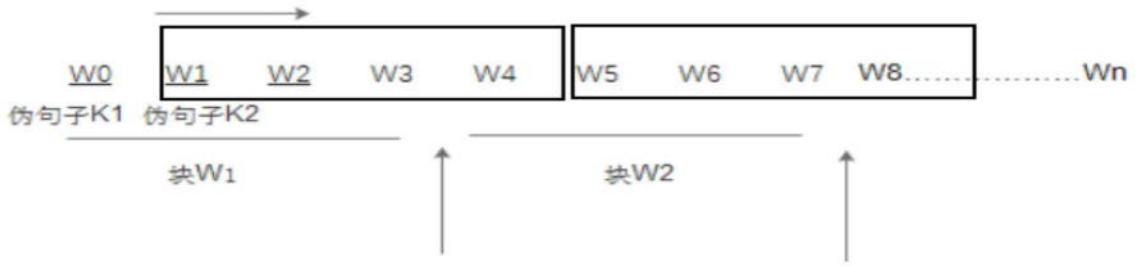 W0 W1 W2 W3 W4 W5 W6 W7 W8..................Wn
伪句子K1 伪句子K2
块W1 块W2